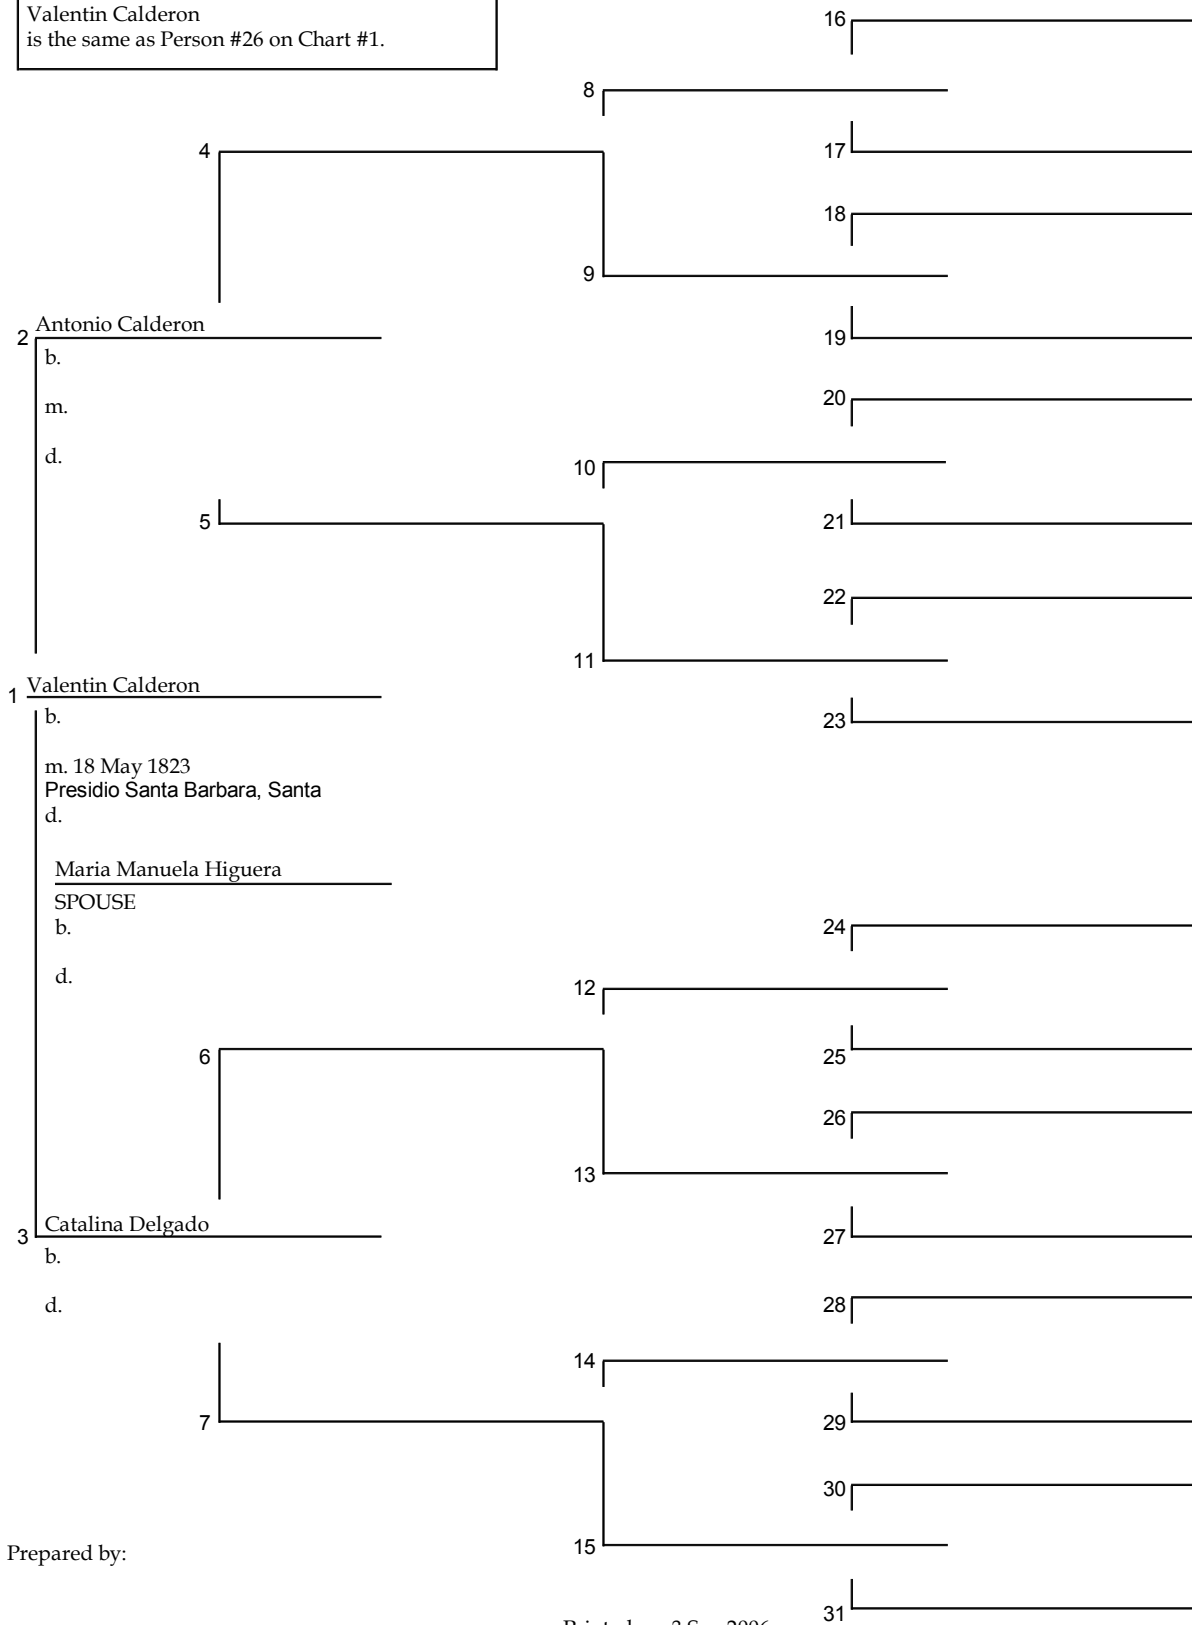 Valentin Calderon
is the same as Person #26 on Chart #1.
16
8
4
17
18
9
2 Antonio Calderon
19
b.
20
m.
d.
10
5
21
22
11
1 Valentin Calderon
b.
23
m. 18 May 1823
Presidio Santa Barbara, Santa
d.
Maria Manuela Higuera
SPOUSE
b.
24
d.
12
6
25
26
13
3 Catalina Delgado
27
b.
d.
28
14
7
29
30
15
Prepared by:
31